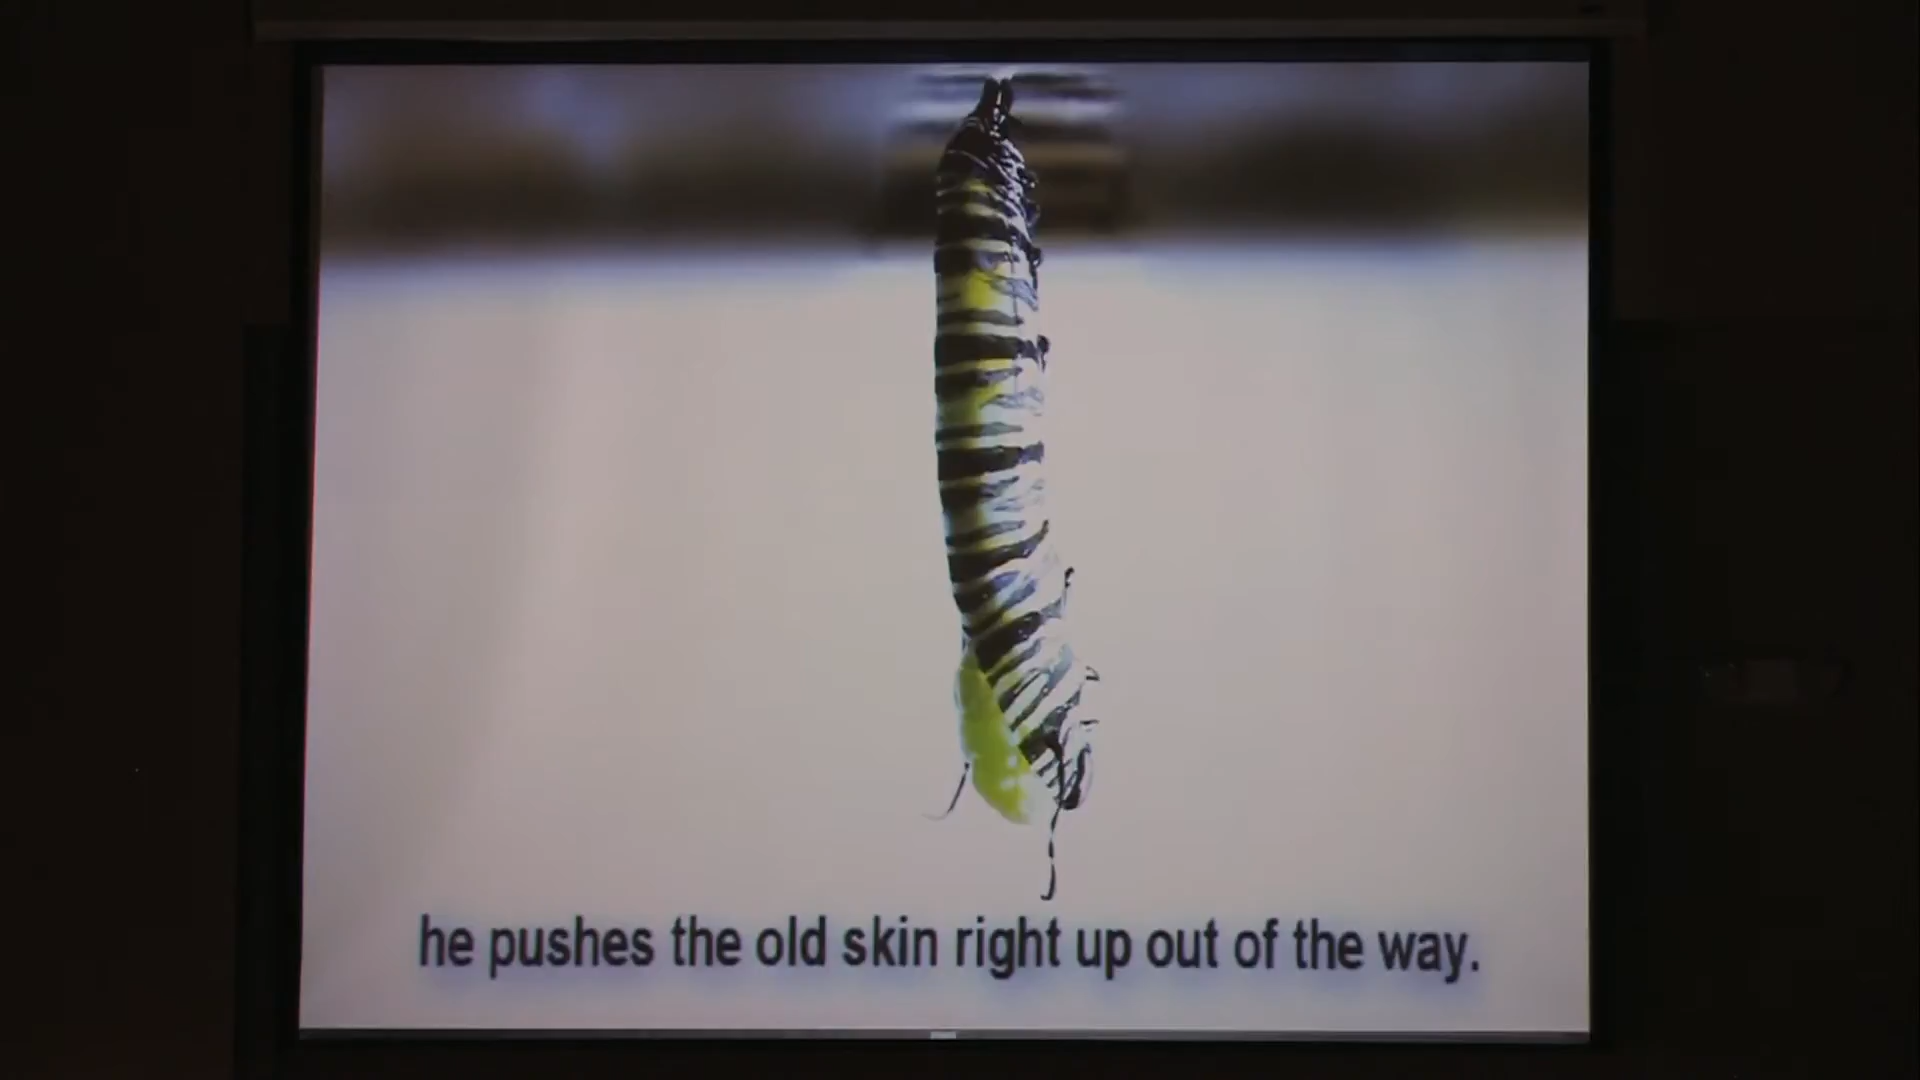 he pushes the old skin right up out of the way.